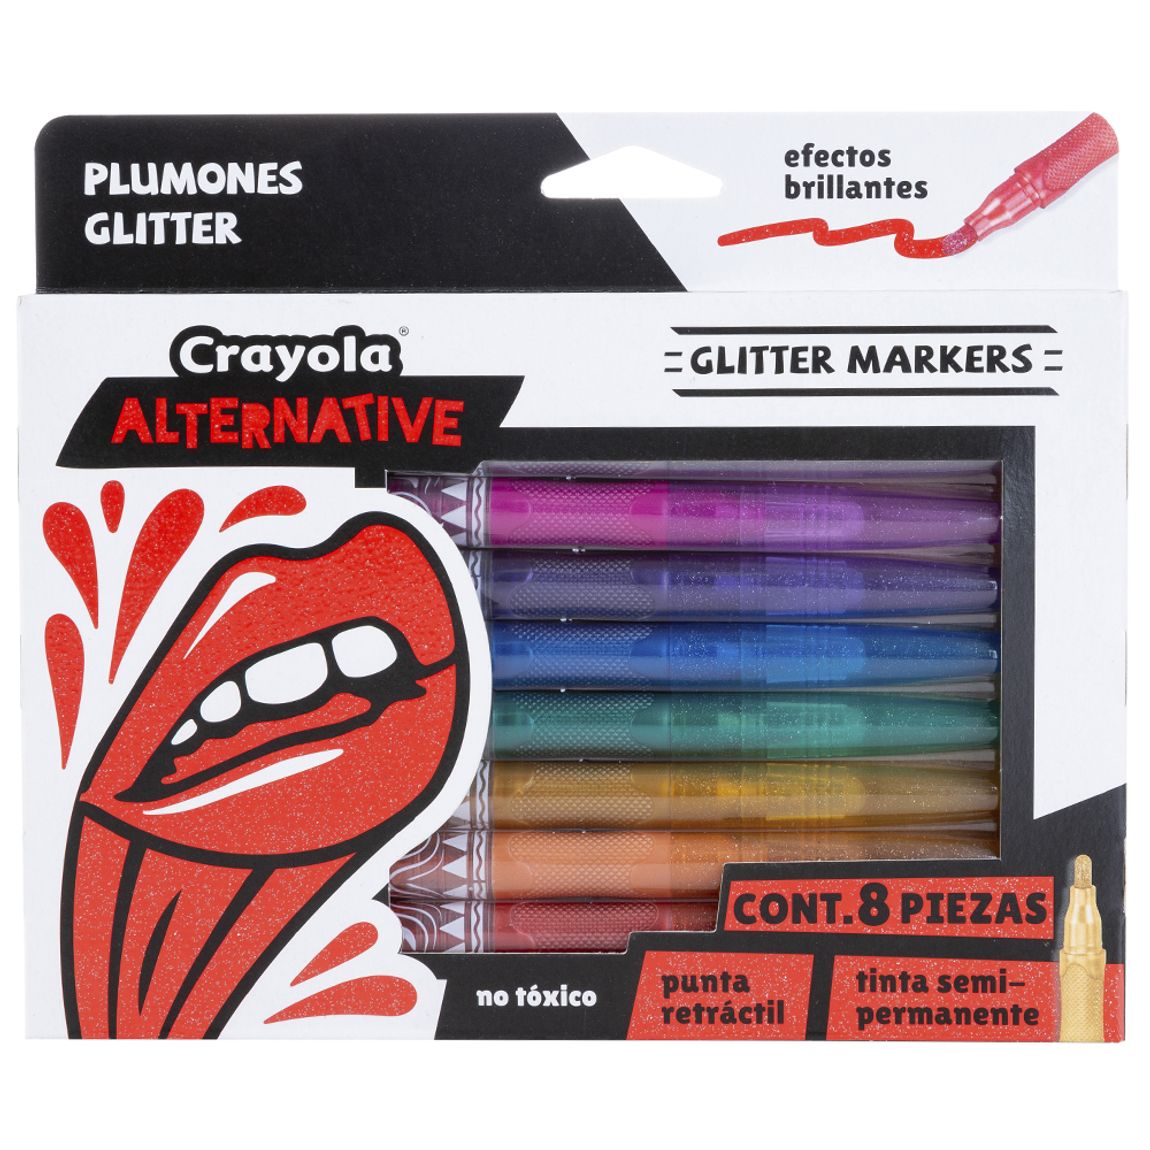 PLUMONES
GLITTER
efectos
brillantes
Crayola®
ALTERNATIVE
GLITTER MARKERS
CONT. 8 PIEZAS
no tóxico
punta
retráctil
tinta semi-
permanente